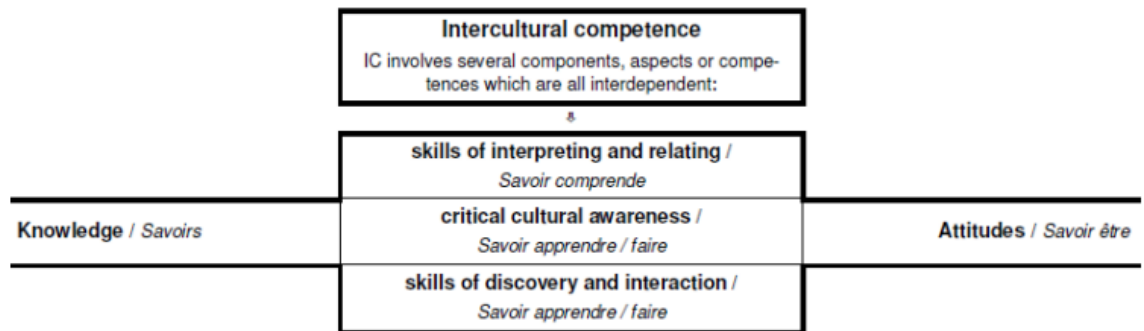 Intercultural competence
IC involves several components, aspects or compe-
tences which are all interdependent:
skills of interpreting and relating /
Savoir comprende
Knowledge / Savoirs
critical cultural awareness /
Savoir apprendre / faire
Attitudes / Savoir être
skills of discovery and interaction /
Savoir apprendre / faire